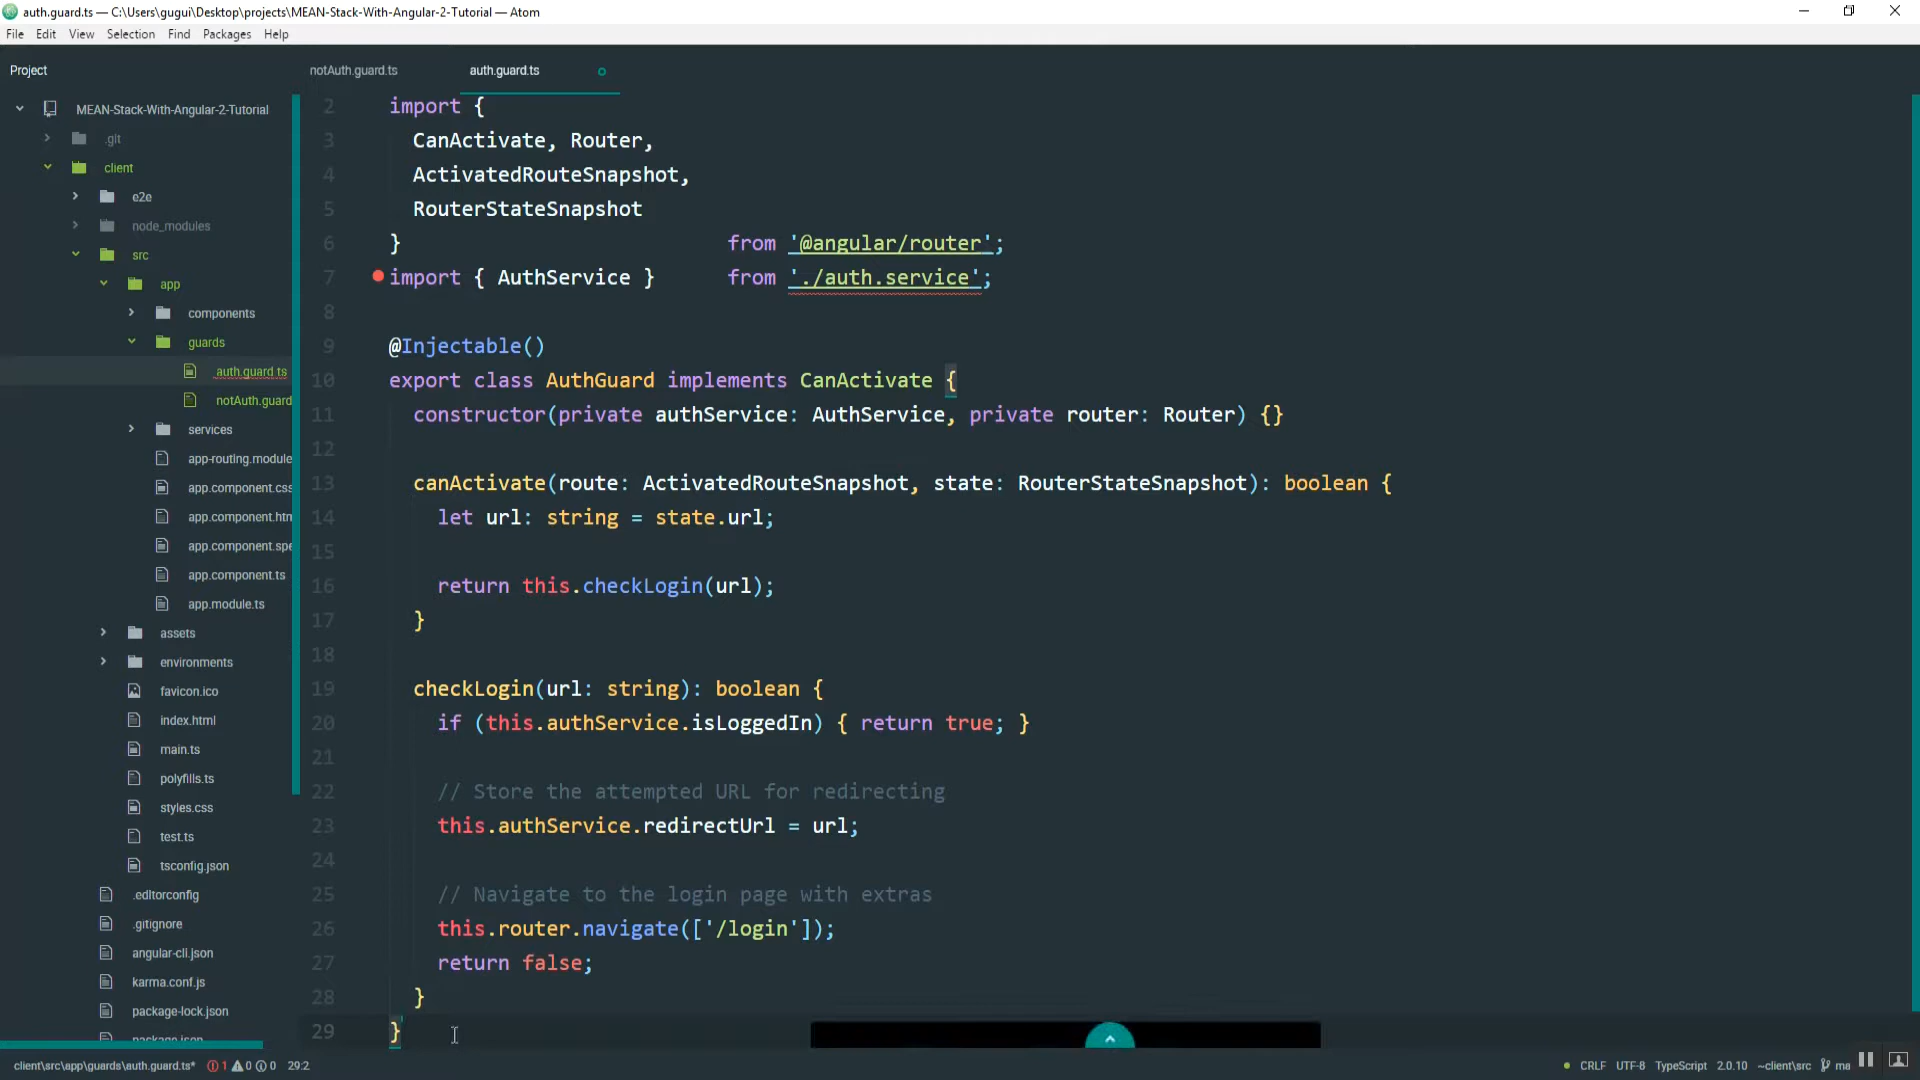 auth.guard.ts — C:\Users\gugui\Desktop\projects\MEAN-Stack-With-Angular-2-Tutorial — Atom
File Edit View Selection Find Packages Help
Project
notAuth.guard.ts auth.guard.ts
MEAN-Stack-With-Angular-2-Tutorial
.git
client
e2e
node_modules
src
app
components
guards
auth.guard.ts
notAuth.guard
services
app-routing.module
app.component.css
app.component.htm
app.component.spe
app.component.ts
app.module.ts
assets
environments
favicon.ico
index.html
main.ts
polyfills.ts
styles.css
test.ts
tsconfig.json
.editorconfig
.gitignore
angular-cli.json
karma.conf.js
package-lock.json
package.json
2 import {
3 CanActivate, Router,
4 ActivatedRouteSnapshot,
5 RouterStateSnapshot
6 } from '@angular/router';
7 import { AuthService } from './auth.service';
8
9 @Injectable()
10 export class AuthGuard implements CanActivate {
11 constructor(private authService: AuthService, private router: Router) {}
12
13 canActivate(route: ActivatedRouteSnapshot, state: RouterStateSnapshot): boolean {
14 let url: string = state.url;
15
16 return this.checkLogin(url);
17 }
18
19 checkLogin(url: string): boolean {
20 if (this.authService.isLoggedIn) { return true; }
21
22 // Store the attempted URL for redirecting
23 this.authService.redirectUrl = url;
24
25 // Navigate to the login page with extras
26 this.router.navigate(['/login']);
27 return false;
28 }
29 }
client\src\app\guards\auth.guard.ts* 1 0 0 29:2 CRLF UTF-8 TypeScript 2.0.10 ~client\src ma